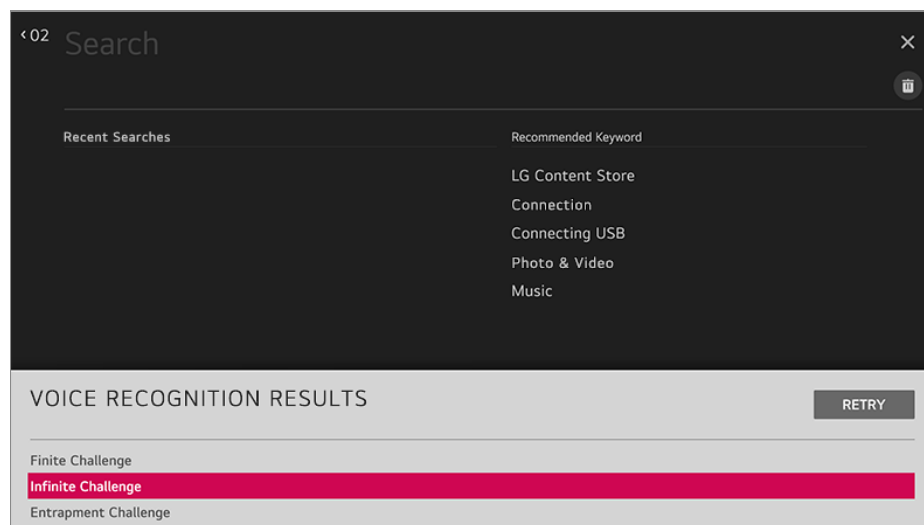 ‹ 02
Search
Recent Searches
Recommended Keyword
LG Content Store
Connection
Connecting USB
Photo & Video
Music
VOICE RECOGNITION RESULTS
RETRY
Finite Challenge
Infinite Challenge
Entrapment Challenge